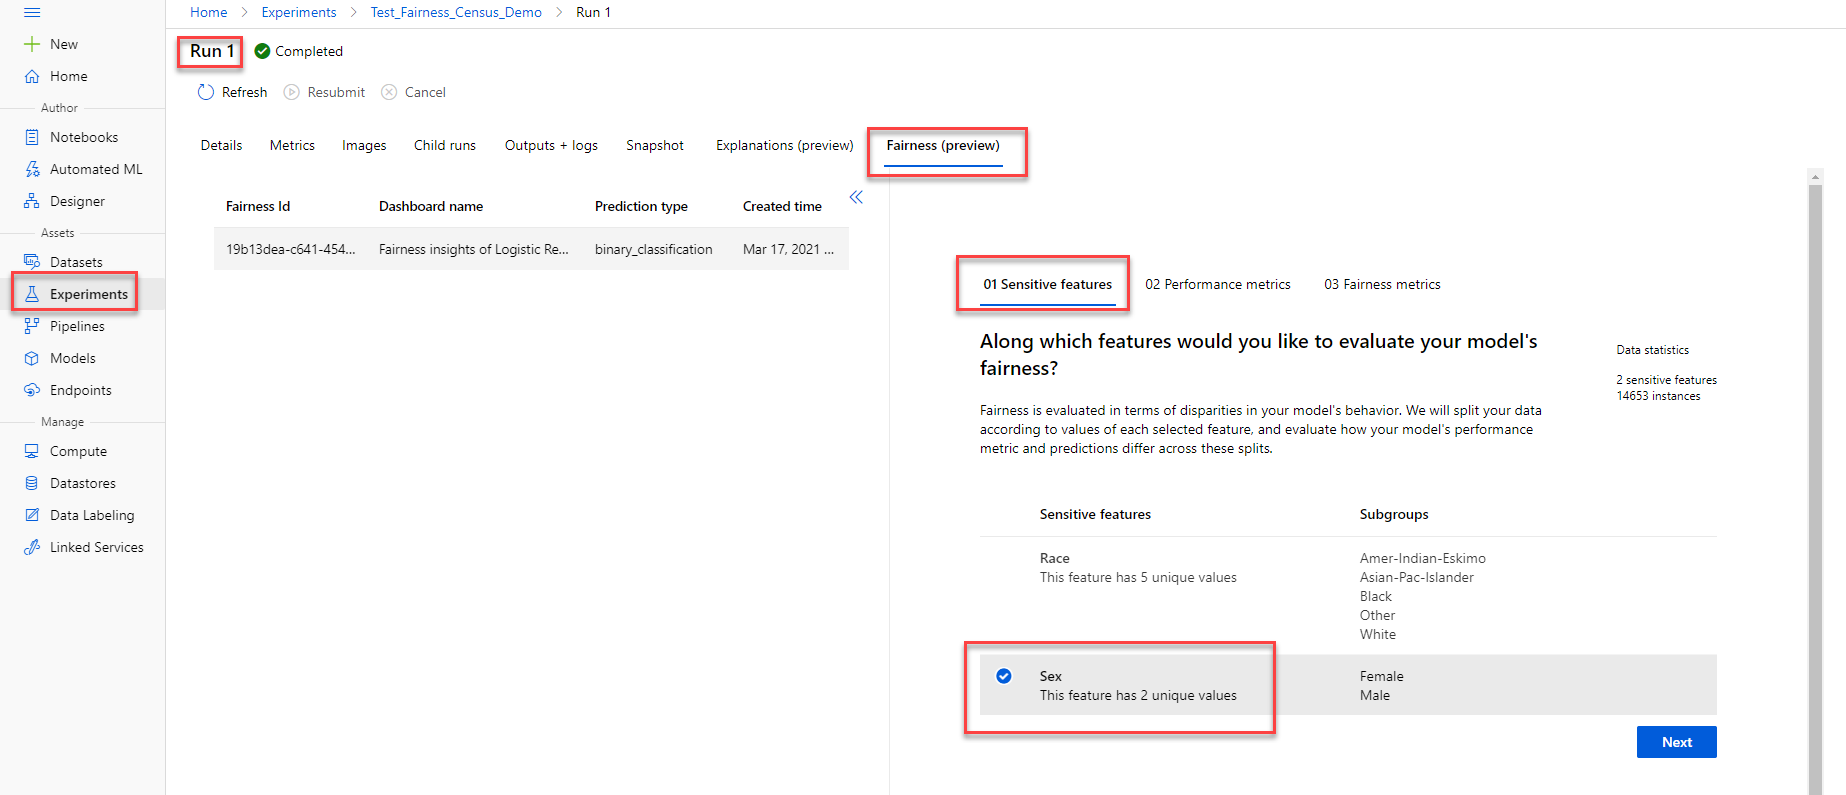 Home > Experiments > Test_Fairness_Census_Demo > Run 1
New
Home
Author
Notebooks
Automated ML
Designer
Assets
Datasets
Experiments
Pipelines
Models
Endpoints
Manage
Compute
Datastores
Data Labeling
Linked Services
Run 1 Completed
Refresh Resubmit Cancel
Details Metrics Images Child runs Outputs + logs Snapshot Explanations (preview) Fairness (preview)
Fairness Id Dashboard name Prediction type Created time
19b13dea-c641-454... Fairness insights of Logistic Re... binary_classification Mar 17, 2021 ...
01 Sensitive features 02 Performance metrics 03 Fairness metrics
Along which features would you like to evaluate your model's
fairness?
Fairness is evaluated in terms of disparities in your model's behavior. We will split your data
according to values of each selected feature, and evaluate how your model's performance
metric and predictions differ across these splits.
Data statistics
2 sensitive features
14653 instances
Sensitive features Subgroups
Race
This feature has 5 unique values
Amer-Indian-Eskimo
Asian-Pac-Islander
Black
Other
White
Sex
This feature has 2 unique values
Female
Male
Next